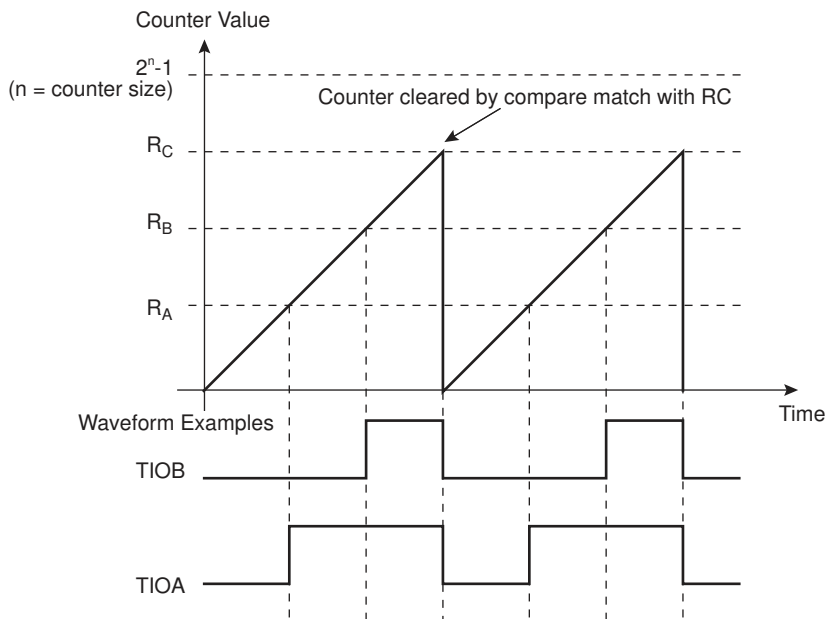 Counter Value
2ⁿ-1
(n = counter size)
Counter cleared by compare match with RC
R_C
R_B
R_A
Time
Waveform Examples
TIOB
TIOA